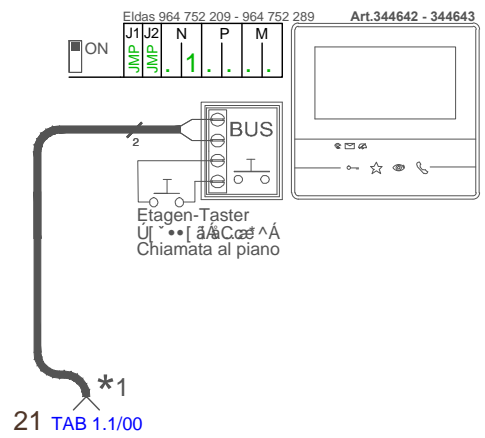 Eldas 964 752 209 - 964 752 289 Art.344642 - 344643
ON
J1 J2 N P M
JMP JMP . 1 . . . .
BUS
2
Etagen-Taster
Chiamata al piano
*1
21 TAB 1.1/00